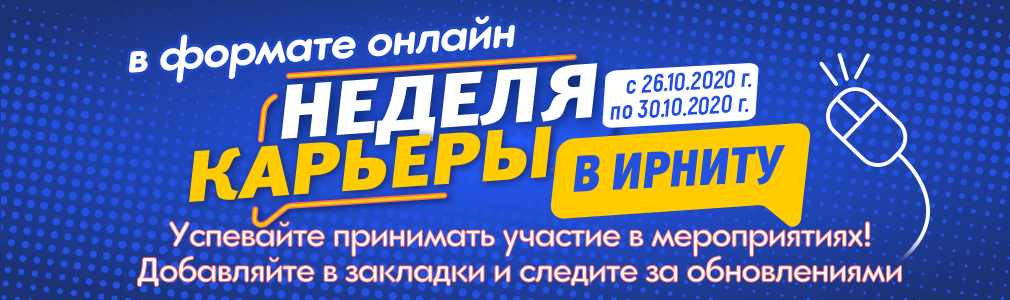 в формате онлайн
НЕДЕЛЯ
с 26.10.2020 г.
по 30.10.2020 г.
КАРЬЕРЫ
В ИРНИТУ
Успевайте принимать участие в мероприятиях!
Добавляйте в закладки и следите за обновлениями